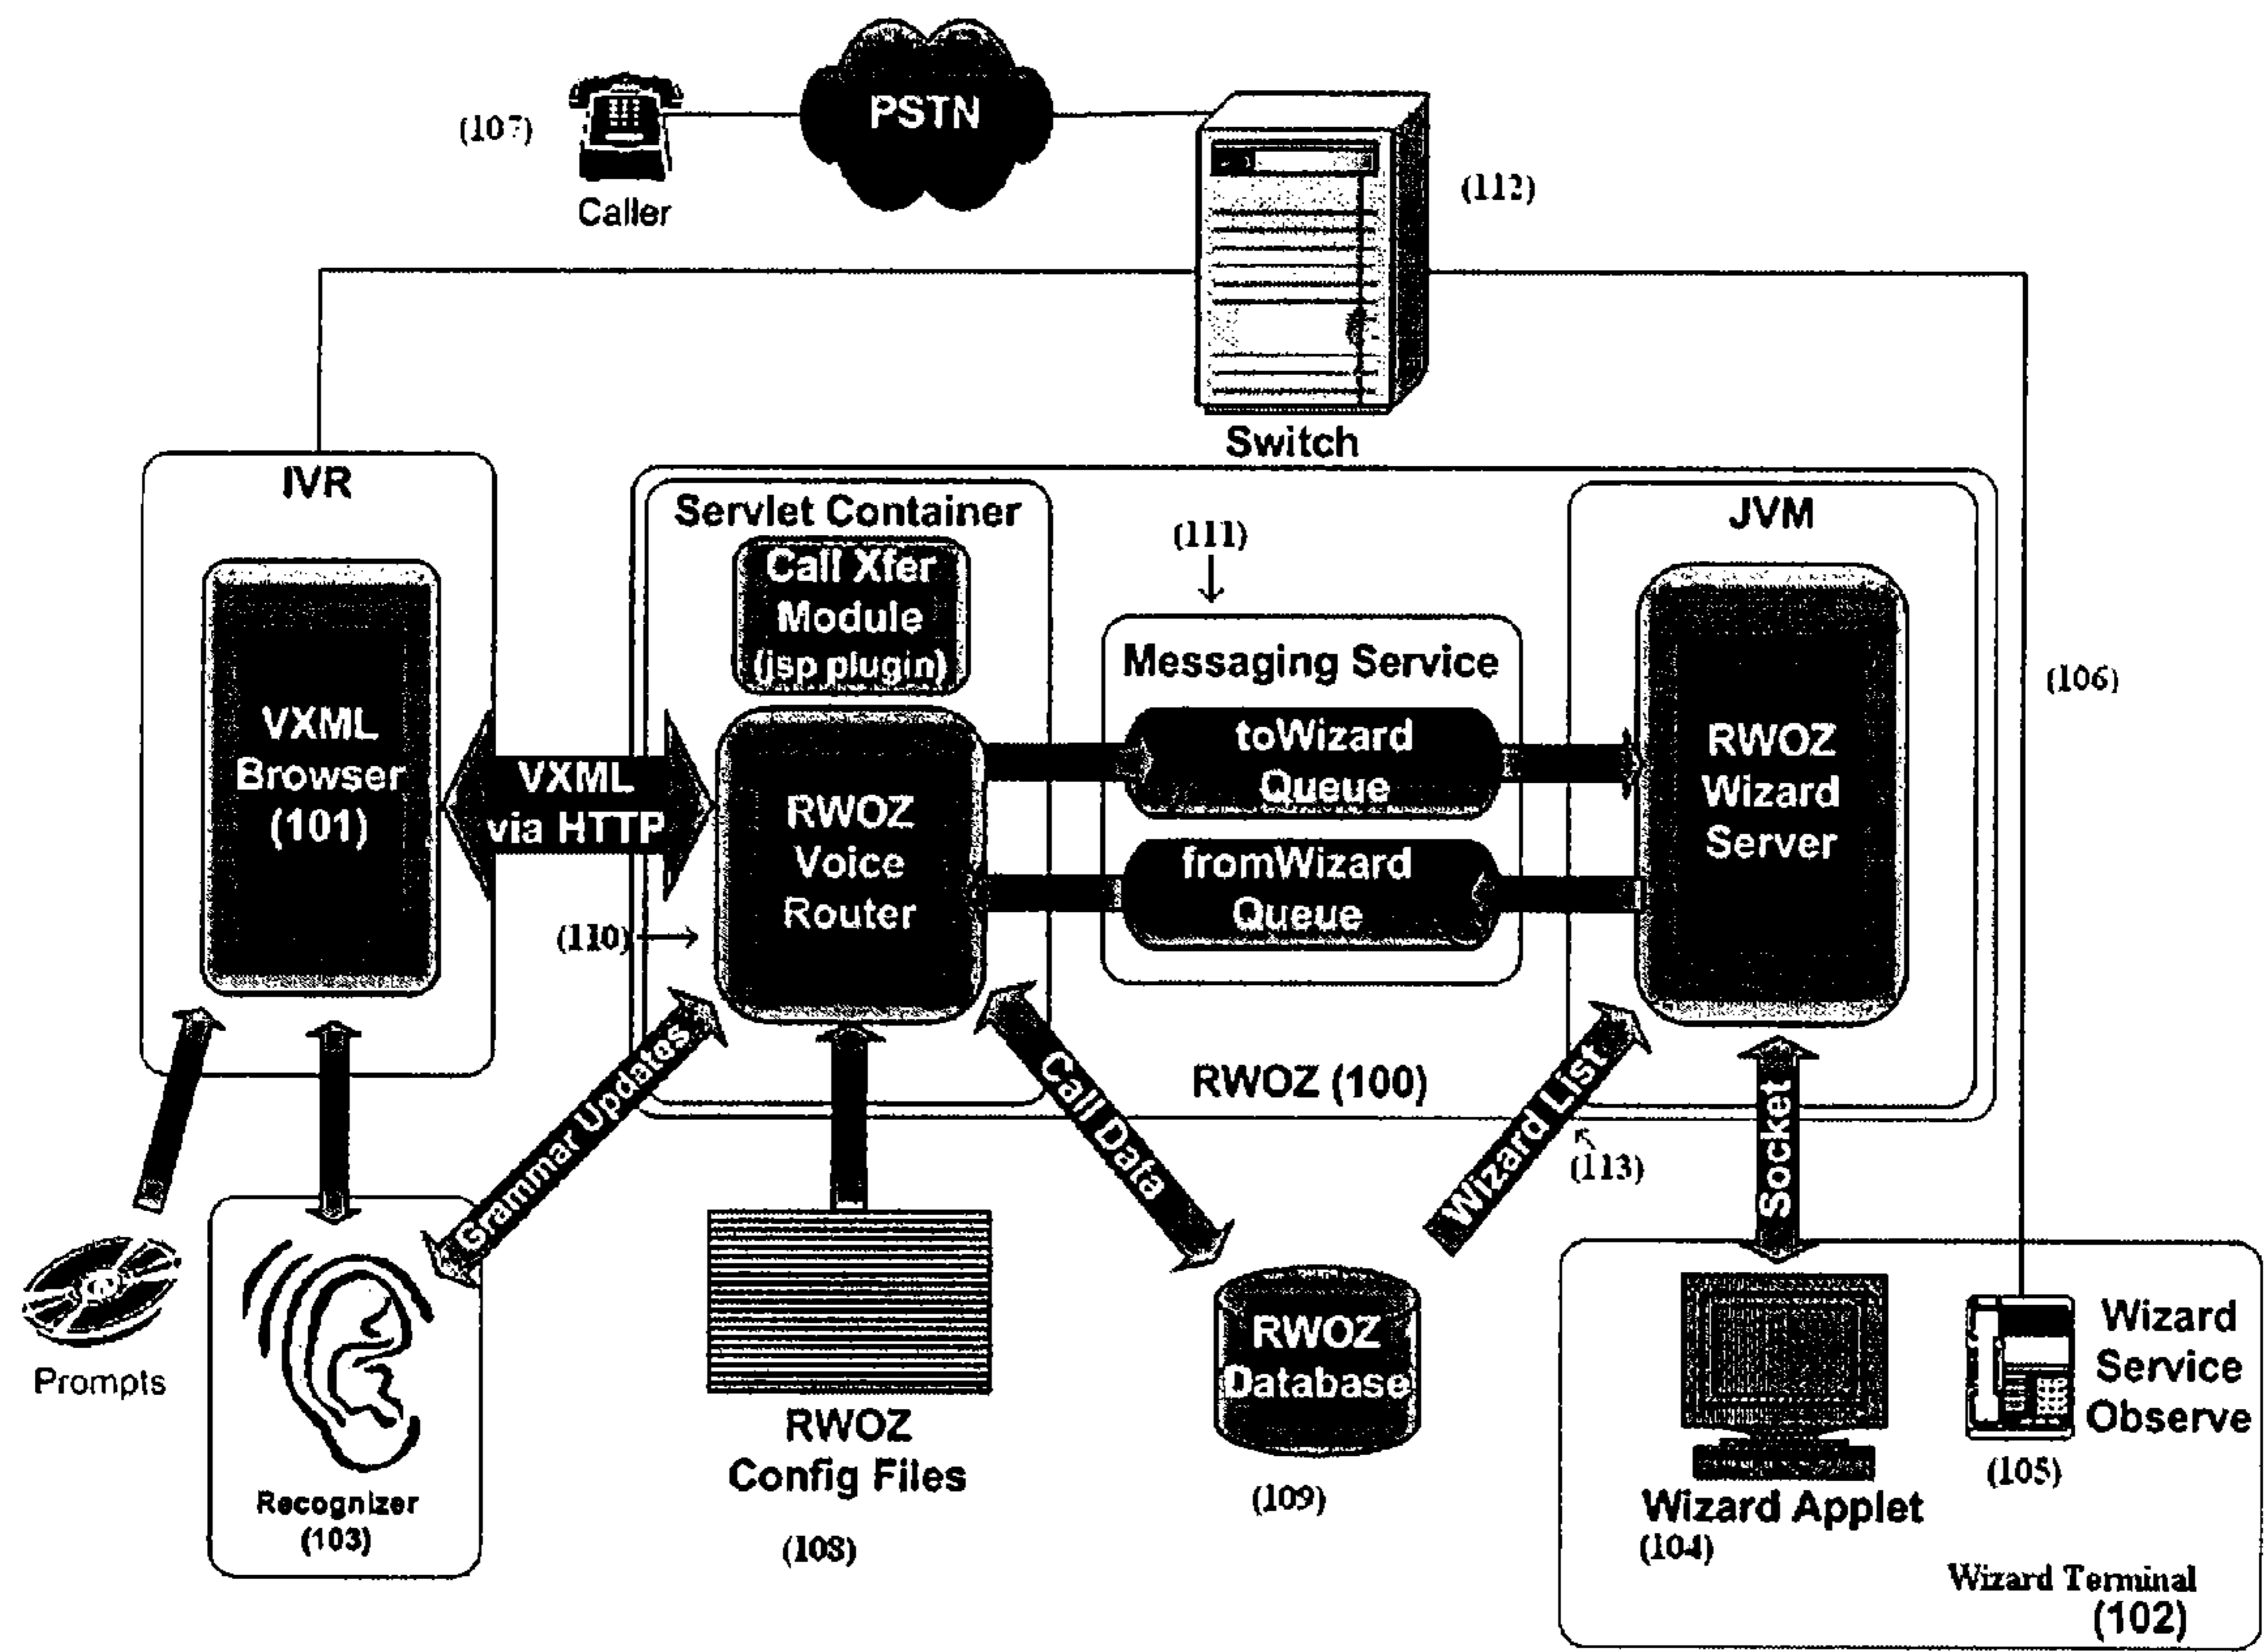 PSTN
(107)
Caller
(112)
Switch
IVR
Servlet Container
JVM
(111)
Call Xfer
Module
(jsp plugin)
Messaging Service
(106)
VXML
Browser
(101)
VXML
via HTTP
RWOZ
Voice
Router
toWizard
Queue
fromWizard
Queue
RWOZ
Wizard
Server
(110)
RWOZ (100)
Grammar Updates
Call Data
Wizard List
(113)
Socket
Prompts
Recognizer
(103)
RWOZ
Config Files
(108)
RWOZ
Database
(109)
Wizard
Service
Observe
(105)
Wizard Applet
(104)
Wizard Terminal
(102)